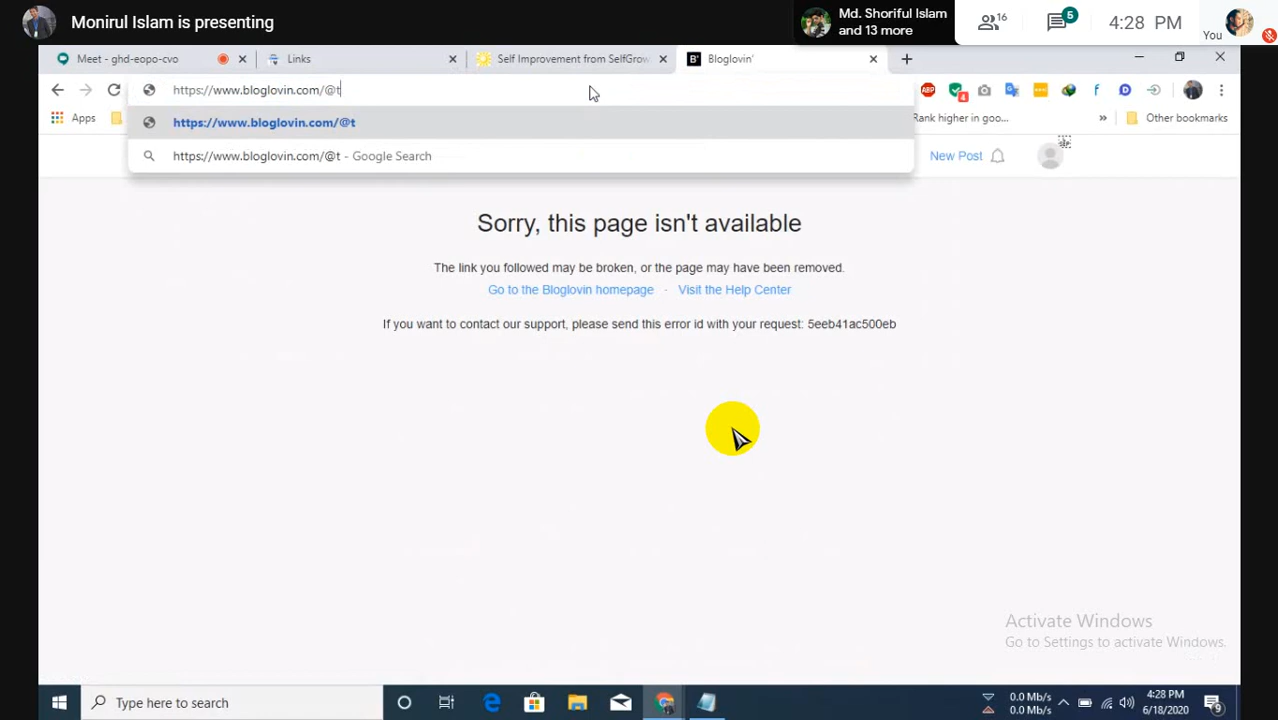 Monirul Islam is presenting
Md. Shoriful Islam
and 13 more
16
5
4:28 PM
You
Meet - ghd-eopo-cvo
Links
Self Improvement from SelfGrow
Bloglovin'
https://www.bloglovin.com/@t
ABP
4
Apps
Rank higher in goo...
»
Other bookmarks
https://www.bloglovin.com/@t
https://www.bloglovin.com/@t - Google Search
New Post
Sorry, this page isn't available
The link you followed may be broken, or the page may have been removed.
Go to the Bloglovin homepage · Visit the Help Center
If you want to contact our support, please send this error id with your request: 5eeb41ac500eb
Activate Windows
Go to Settings to activate Windows.
Type here to search
0.0 Mb/s
0.0 Mb/s
4:28 PM
6/18/2020
9